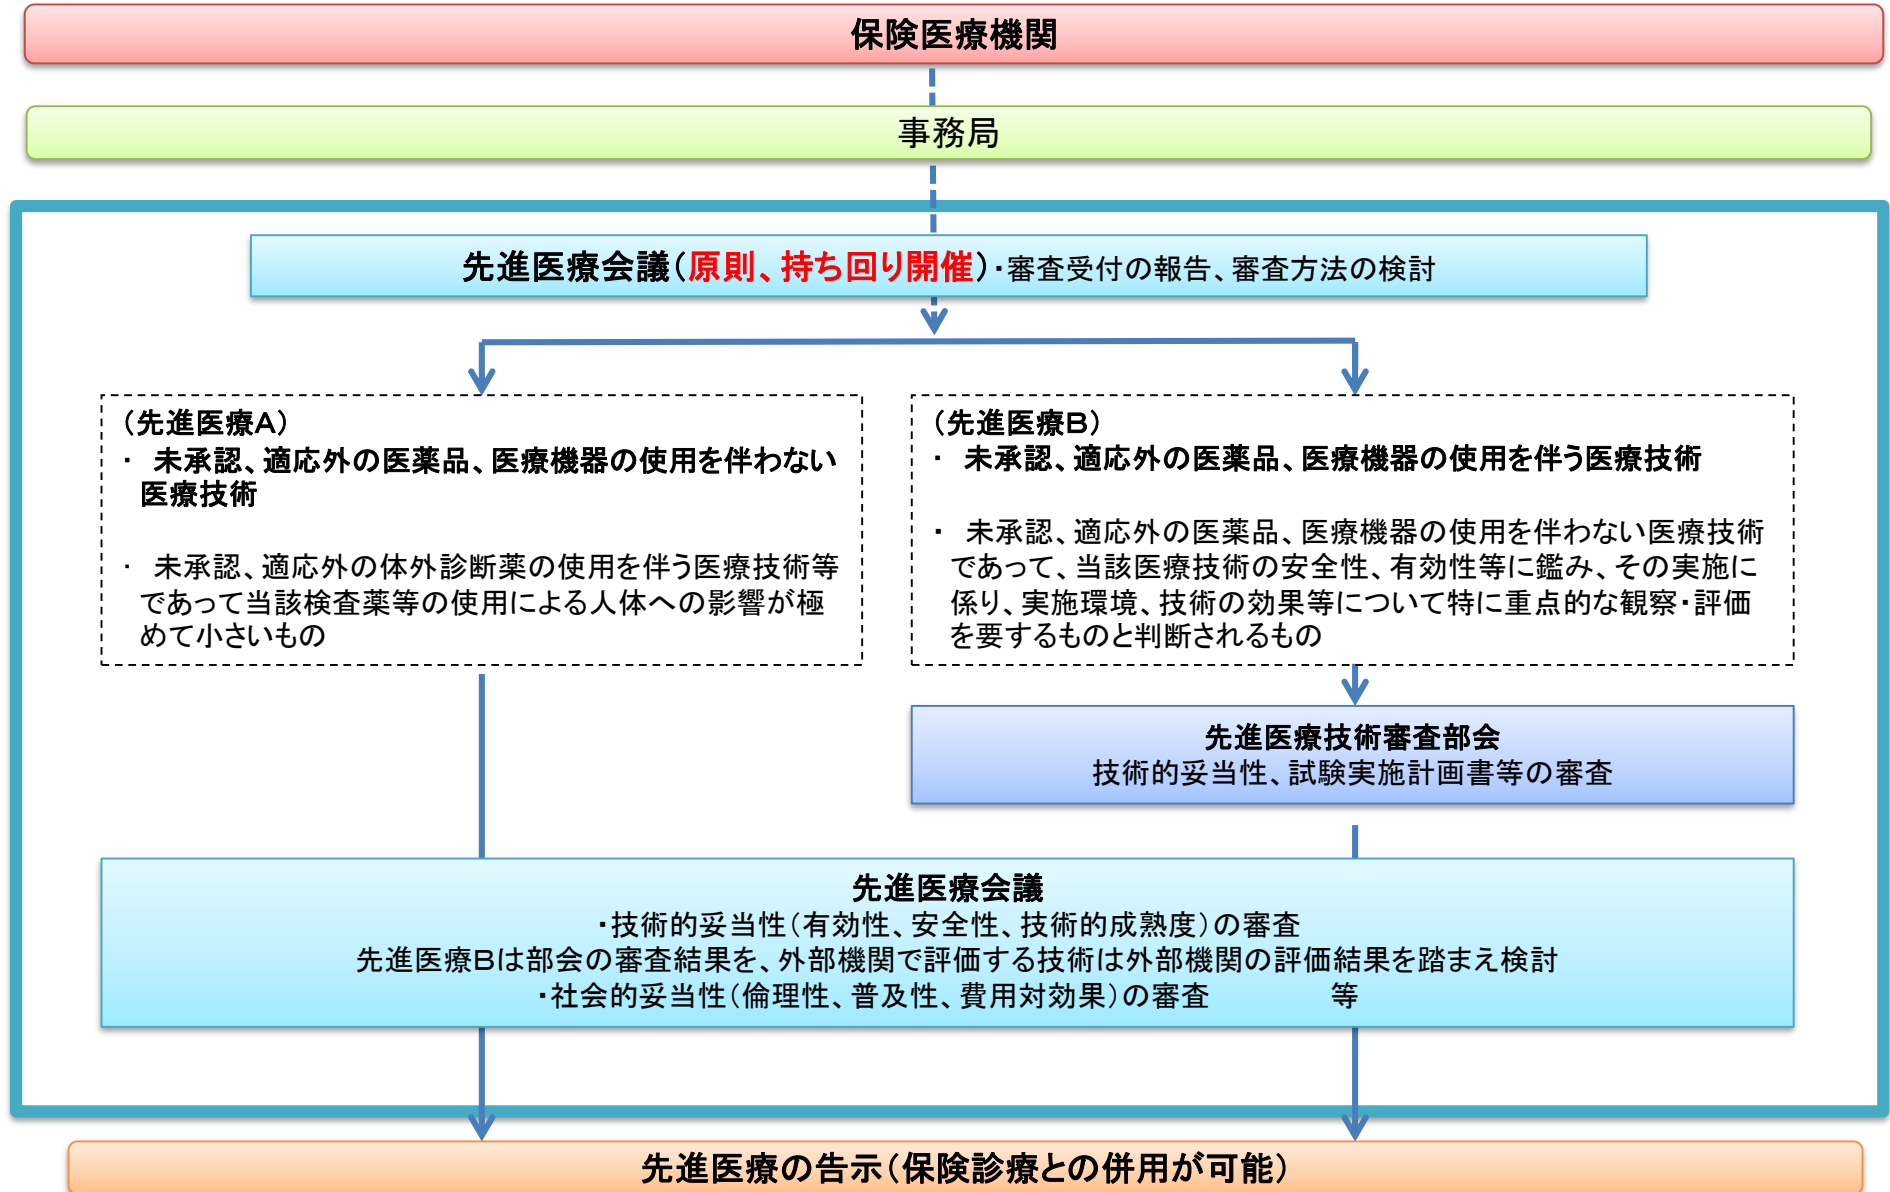 保険医療機関
事務局
先進医療会議（原則、持ち回り開催）・審査受付の報告、審査方法の検討
（先進医療A）
・ 未承認、適応外の医薬品、医療機器の使用を伴わない
医療技術
・ 未承認、適応外の体外診断薬の使用を伴う医療技術等
であって当該検査薬等の使用による人体への影響が極
めて小さいもの
（先進医療B）
・ 未承認、適応外の医薬品、医療機器の使用を伴う医療技術
・ 未承認、適応外の医薬品、医療機器の使用を伴わない医療技術
であって、当該医療技術の安全性、有効性等に鑑み、その実施に
係り、実施環境、技術の効果等について特に重点的な観察・評価
を要するものと判断されるもの
先進医療技術審査部会
技術的妥当性、試験実施計画書等の審査
先進医療会議
・技術的妥当性（有効性、安全性、技術的成熟度）の審査
先進医療Bは部会の審査結果を、外部機関で評価する技術は外部機関の評価結果を踏まえ検討
・社会的妥当性（倫理性、普及性、費用対効果）の審査　　　　等
先進医療の告示（保険診療との併用が可能）